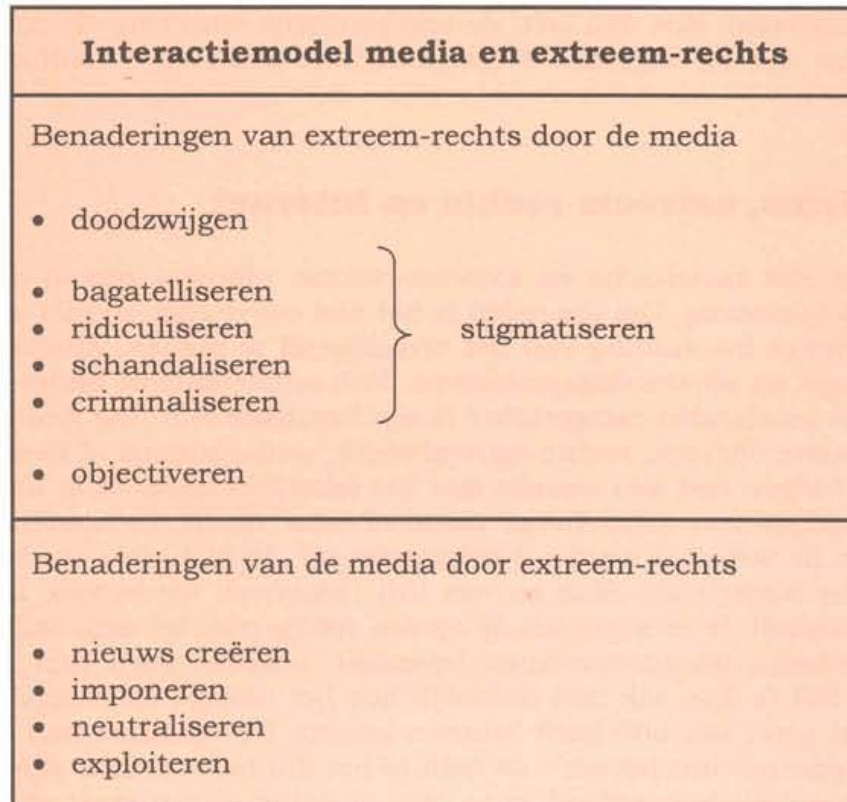 Interactiemodel media en extreem-rechts
Benaderingen van extreem-rechts door de media
• doodzwijgen
• bagatelliseren
• ridiculiseren
stigmatiseren
• schandaliseren
• criminaliseren
• objectiveren
Benaderingen van de media door extreem-rechts
• nieuws creëren
• imponeren
• neutraliseren
• exploiteren